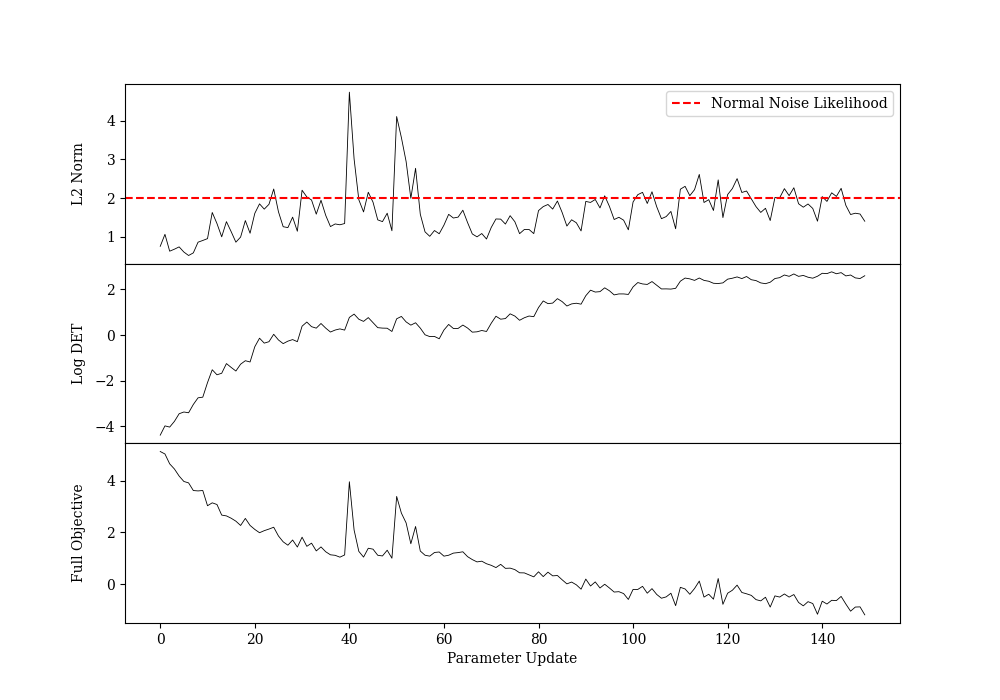 Normal Noise Likelihood
L2 Norm
4
3
2
1
Log DET
2
0
−2
−4
Full Objective
4
2
0
0 20 40 60 80 100 120 140
Parameter Update